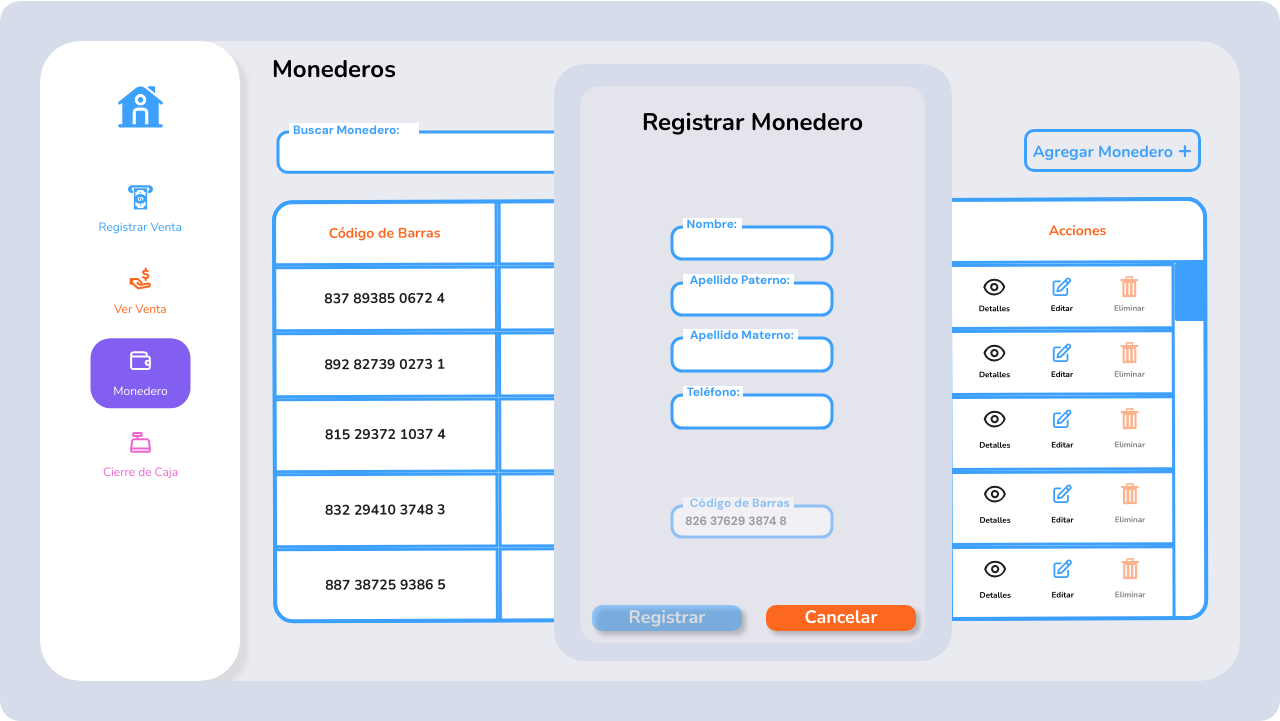 Monederos
Registrar Venta
Ver Venta
Monedero
Cierre de Caja
Buscar Monedero:
Agregar Monedero +
Código de Barras
Acciones
837 89385 0672 4
Detalles Editar Eliminar
892 82739 0273 1
Detalles Editar Eliminar
815 29372 1037 4
Detalles Editar Eliminar
832 29410 3748 3
Detalles Editar Eliminar
887 38725 9386 5
Detalles Editar Eliminar
Registrar Monedero
Nombre:
Apellido Paterno:
Apellido Materno:
Teléfono:
Código de Barras
826 37629 3874 8
Registrar
Cancelar